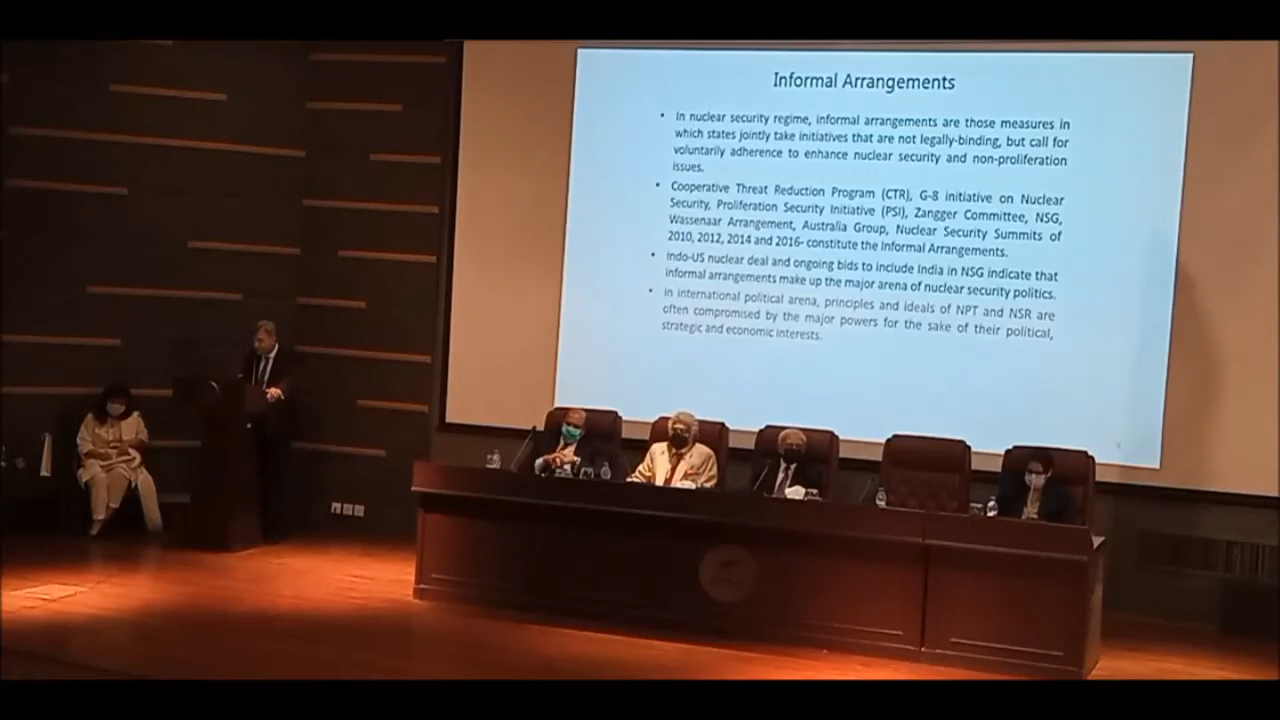 Informal Arrangements
• In nuclear security regime, informal arrangements are those measures in
which states jointly take initiatives that are not legally-binding, but call for
voluntarily adherence to enhance nuclear security and non-proliferation
issues.
• Cooperative Threat Reduction Program (CTR), G-8 initiative on Nuclear
Security, Proliferation Security Initiative (PSI), Zangger Committee, NSG,
Wassenaar Arrangement, Australia Group, Nuclear Security Summits of
2010, 2012, 2014 and 2016- constitute the Informal Arrangements.
• Indo-US nuclear deal and ongoing bids to include India in NSG indicate that
informal arrangements make up the major arena of nuclear security politics.
• In international political arena, principles and ideals of NPT and NSR are
often compromised by the major powers for the sake of their political,
strategic and economic interests.